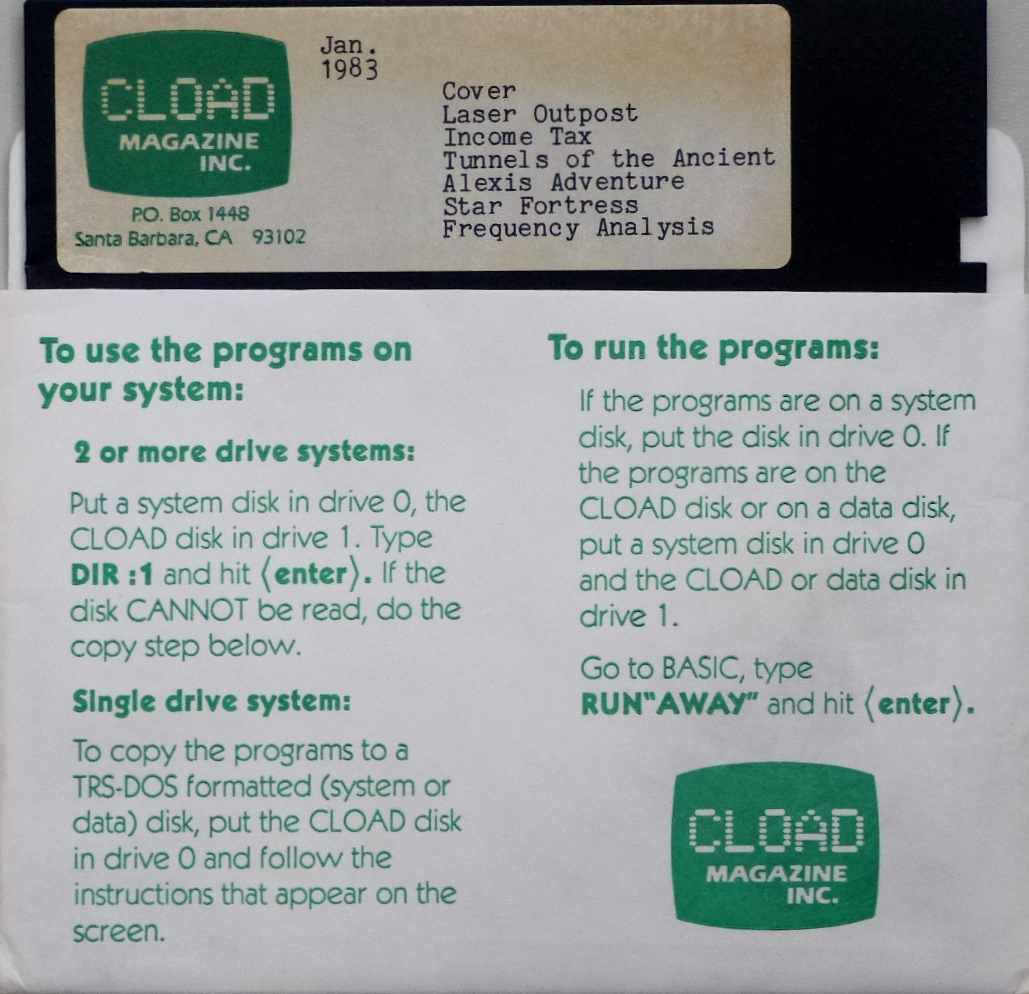 CLOAD
MAGAZINE
INC.
P.O. Box 1448
Santa Barbara, CA 93102
Jan.
1983
Cover
Laser Outpost
Income Tax
Tunnels of the Ancient
Alexis Adventure
Star Fortress
Frequency Analysis
To use the programs on
your system:
2 or more drive systems:
Put a system disk in drive 0, the
CLOAD disk in drive 1. Type
DIR :1 and hit ⟨enter⟩. If the
disk CANNOT be read, do the
copy step below.
Single drive system:
To copy the programs to a
TRS-DOS formatted (system or
data) disk, put the CLOAD disk
in drive 0 and follow the
instructions that appear on the
screen.
To run the programs:
If the programs are on a system
disk, put the disk in drive 0. If
the programs are on the
CLOAD disk or on a data disk,
put a system disk in drive 0
and the CLOAD or data disk in
drive 1.
Go to BASIC, type
RUN"AWAY" and hit ⟨enter⟩.
CLOAD
MAGAZINE
INC.